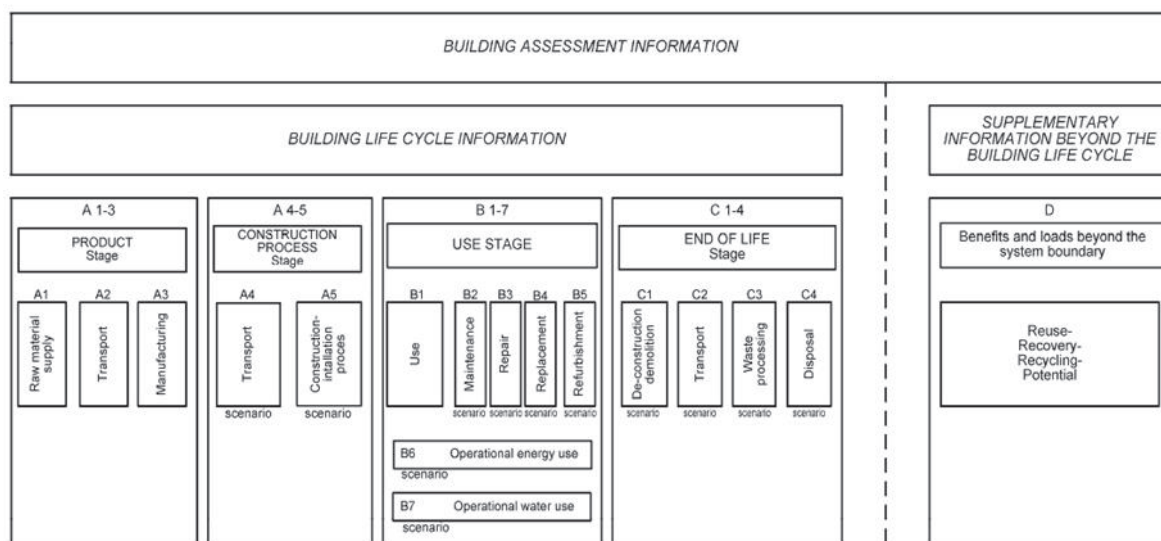 BUILDING ASSESSMENT INFORMATION
BUILDING LIFE CYCLE INFORMATION
SUPPLEMENTARY
INFORMATION BEYOND THE
BUILDING LIFE CYCLE
A 1-3
PRODUCT
Stage
A1
Raw material
supply
A2
Transport
A3
Manufacturing
A 4-5
CONSTRUCTION
PROCESS
Stage
A4
Transport
scenario
A5
Construction-
intallation
proces
scenario
B 1-7
USE STAGE
B1
Use
B2
Maintenance
scenario
B3
Repair
scenario
B4
Replacement
scenario
B5
Refurbishment
scenario
B6 Operational energy use
scenario
B7 Operational water use
scenario
C 1-4
END OF LIFE
Stage
C1
De-construction
demolition
scenario
C2
Transport
scenario
C3
Waste
processing
scenario
C4
Disposal
scenario
D
Benefits and loads beyond the
system boundary
Reuse-
Recovery-
Recycling-
Potential